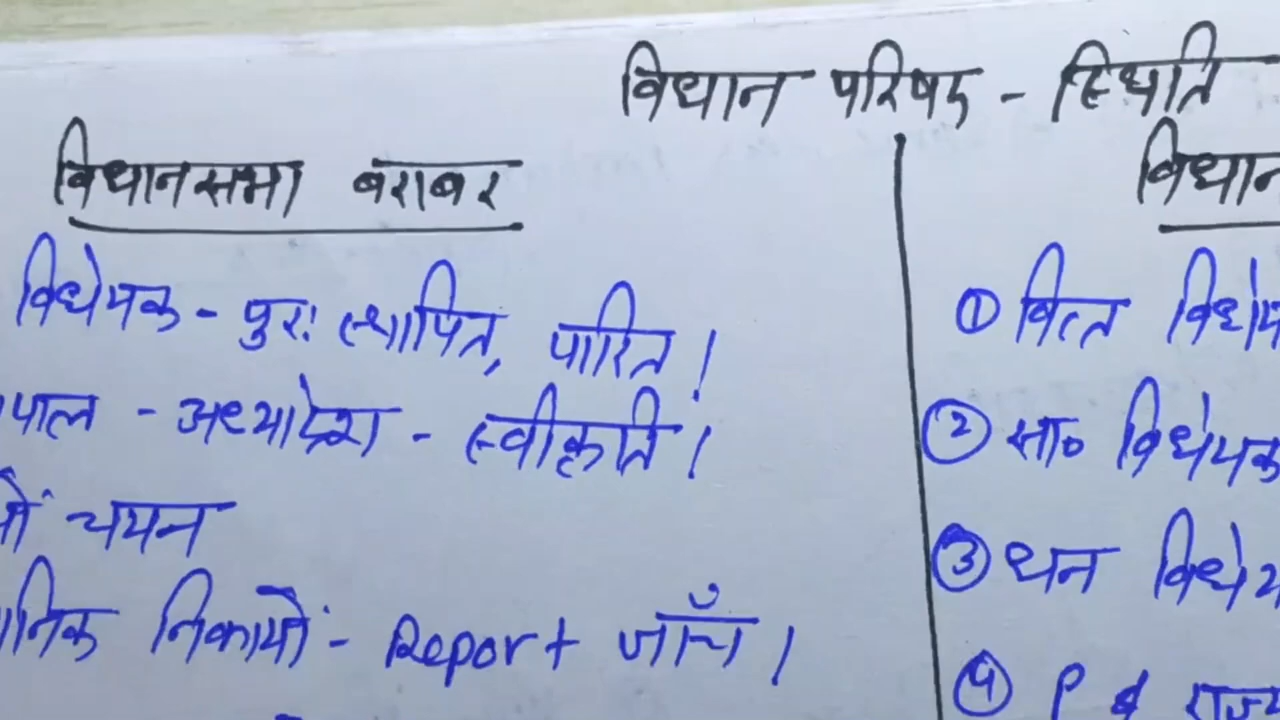 विधान परिषद - स्थिति
विधानसभा बराबर
विधेयक - पुरः स्थापित, पारित।
पाल - अध्यादेश - स्वीकृति।
चयन
निक निकायों - Report जाँच।
विधान
① वित्त विधेय
② सा० विधेयक
③ धन विधेय
④ P & राज्य